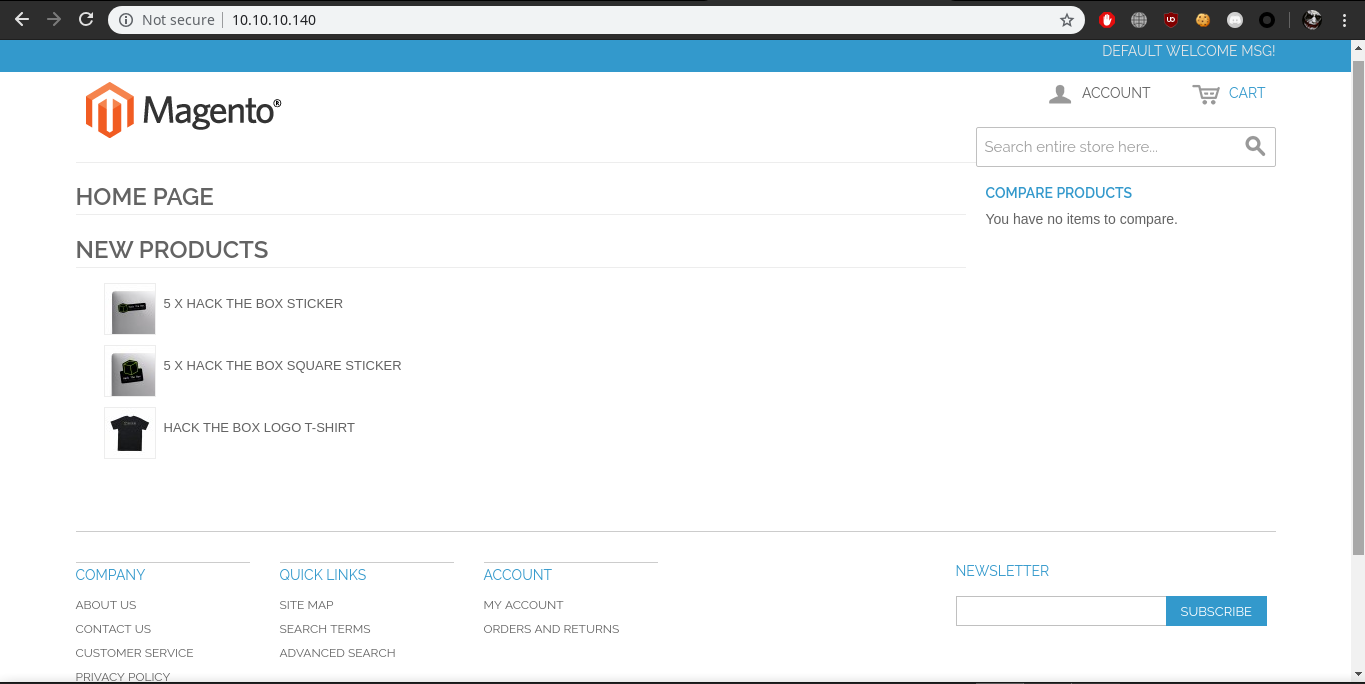 Not secure 10.10.10.140
DEFAULT WELCOME MSG!
Magento®
ACCOUNT
CART
Search entire store here...
HOME PAGE
COMPARE PRODUCTS
You have no items to compare.
NEW PRODUCTS
5 X HACK THE BOX STICKER
5 X HACK THE BOX SQUARE STICKER
HACK THE BOX LOGO T-SHIRT
COMPANY
ABOUT US
CONTACT US
CUSTOMER SERVICE
PRIVACY POLICY
QUICK LINKS
SITE MAP
SEARCH TERMS
ADVANCED SEARCH
ACCOUNT
MY ACCOUNT
ORDERS AND RETURNS
NEWSLETTER
SUBSCRIBE